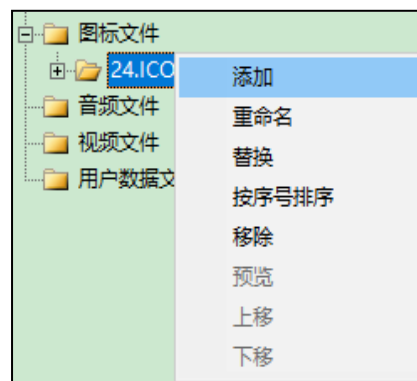 图标文件
24.ICO
音频文件
视频文件
用户数据文
添加
重命名
替换
按序号排序
移除
预览
上移
下移